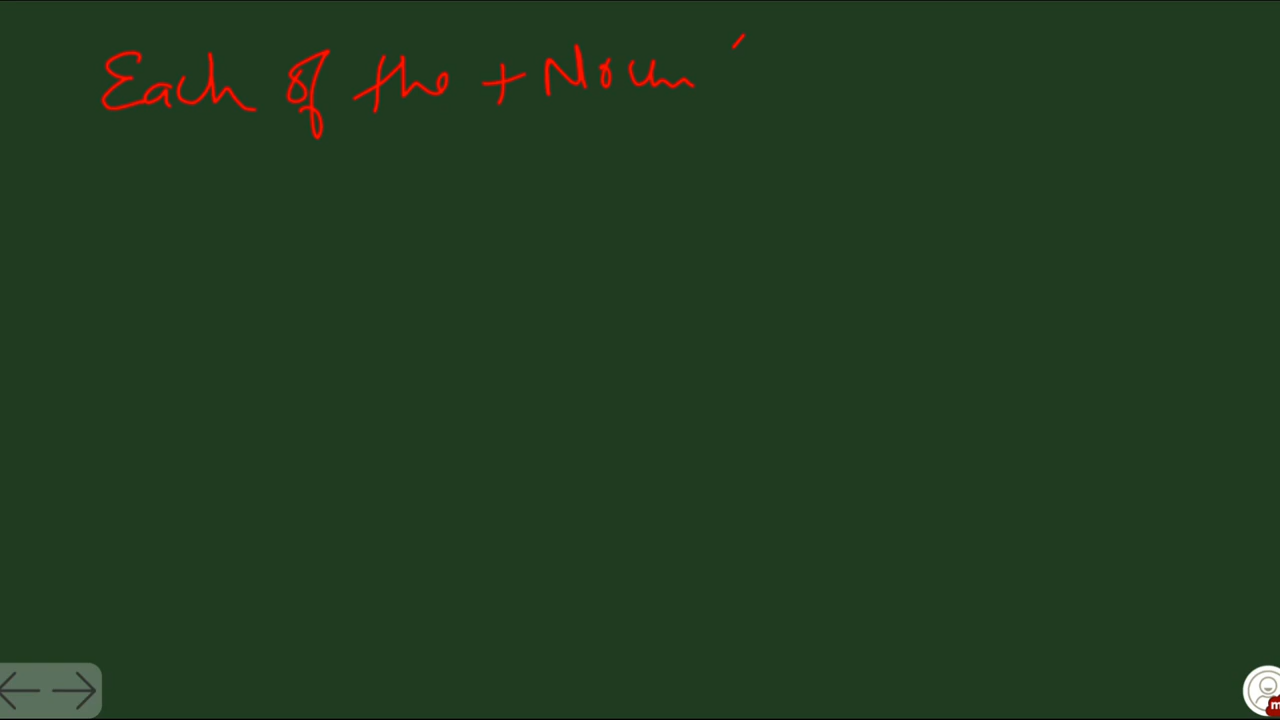 Each of the + Noun